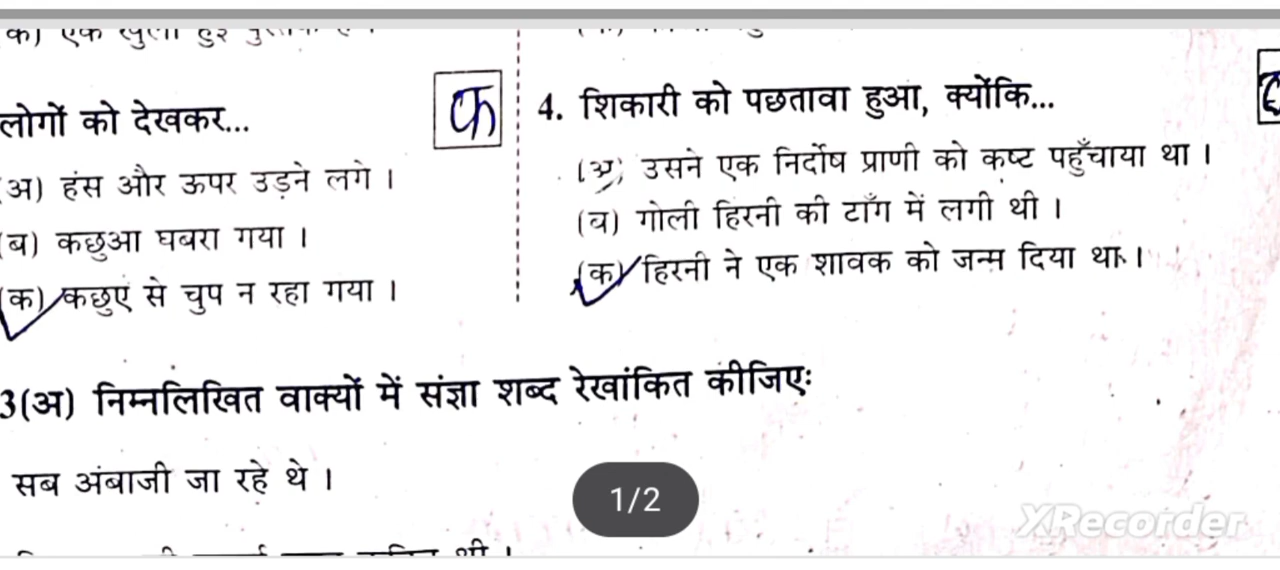 लोगों को देखकर...
क
(अ) हंस और ऊपर उड़ने लगे ।
(ब) कछुआ घबरा गया ।
(क) कछुए से चुप न रहा गया ।
4. शिकारी को पछतावा हुआ, क्योंकि...
(अ) उसने एक निर्दोष प्राणी को कष्ट पहुँचाया था ।
(ब) गोली हिरनी की टाँग में लगी थी ।
(क) हिरनी ने एक शावक को जन्म दिया था ।
3(अ) निम्नलिखित वाक्यों में संज्ञा शब्द रेखांकित कीजिएः
सब अंबाजी जा रहे थे ।
1/2
XRecorder